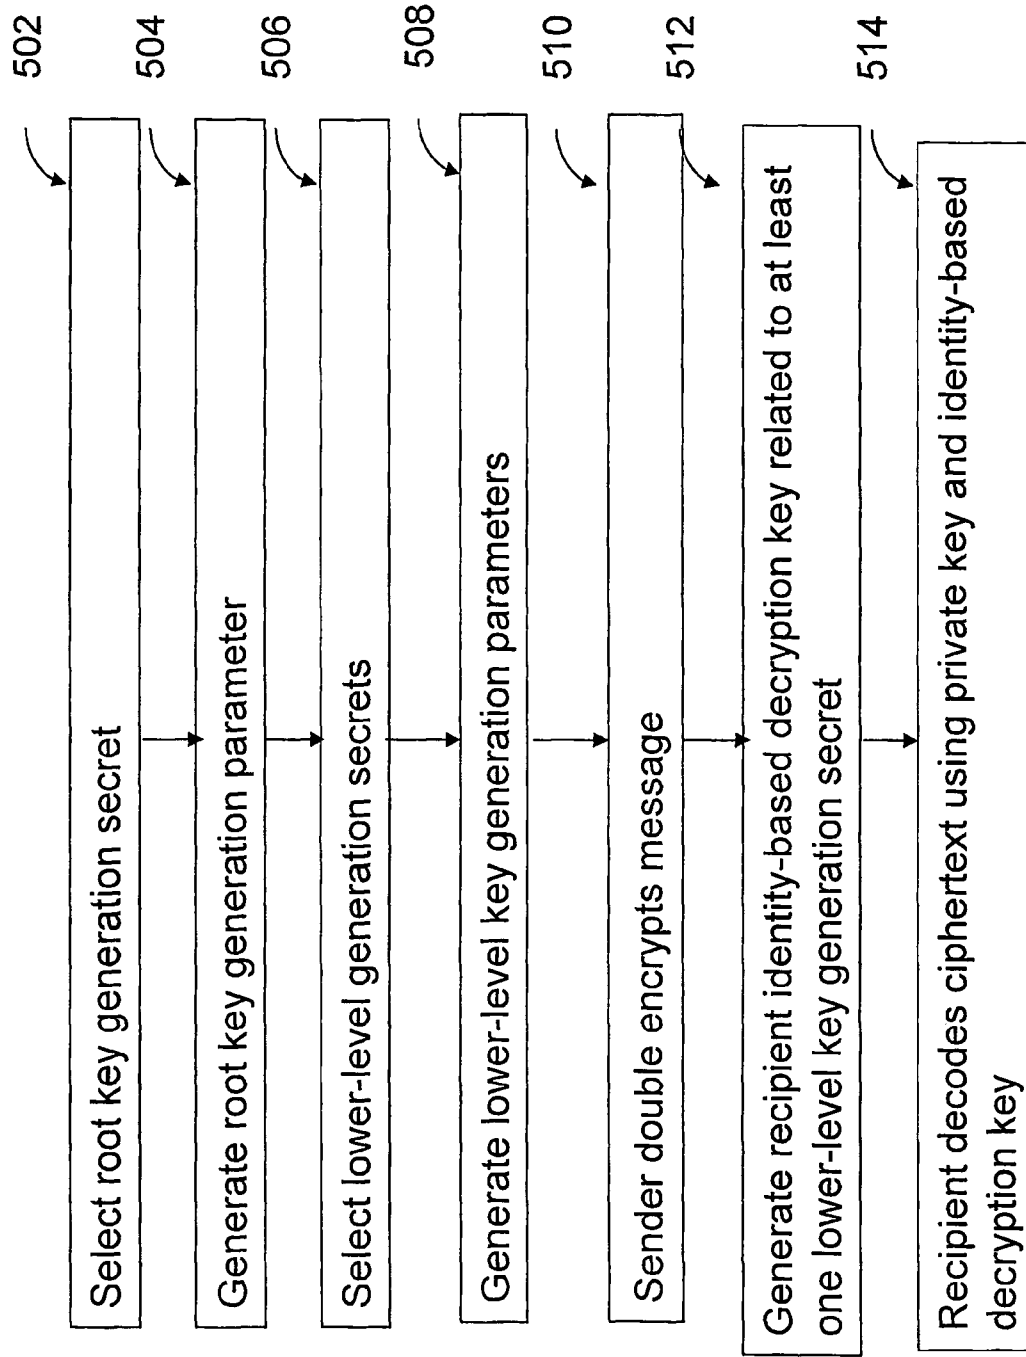 502
Select root key generation secret
504
Generate root key generation parameter
506
Select lower-level generation secrets
508
Generate lower-level key generation parameters
510
Sender double encrypts message
512
Generate recipient identity-based decryption key related to at least
one lower-level key generation secret
514
Recipient decodes ciphertext using private key and identity-based
decryption key